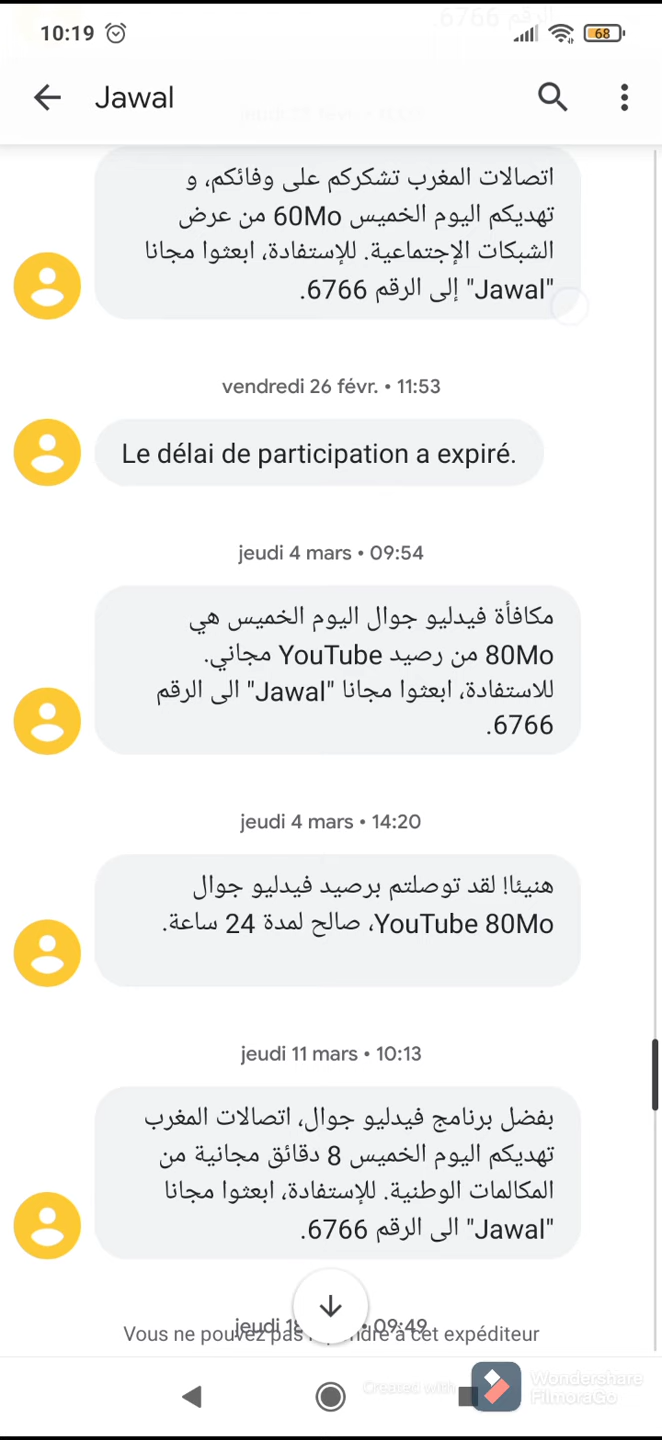 10:19
68
Jawal
اتصالات المغرب تشكركم على وفائكم، و
تهديكم اليوم الخميس 60Mo من عرض
الشبكات الإجتماعية. للإستفادة، ابعثوا مجانا
"Jawal" إلى الرقم 6766.
vendredi 26 févr. • 11:53
Le délai de participation a expiré.
jeudi 4 mars • 09:54
مكافأة فيدليو جوال اليوم الخميس هي
80Mo من رصيد YouTube مجاني.
للاستفادة، ابعثوا مجانا "Jawal" الى الرقم
6766.
jeudi 4 mars • 14:20
هنيئا! لقد توصلتم برصيد فيدليو جوال
YouTube 80Mo، صالح لمدة 24 ساعة.
jeudi 11 mars • 10:13
بفضل برنامج فيدليو جوال، اتصالات المغرب
تهديكم اليوم الخميس 8 دقائق مجانية من
المكالمات الوطنية. للإستفادة، ابعثوا مجانا
"Jawal" الى الرقم 6766.
jeudi • 09:49
Vous ne pouvez pas à cet expéditeur
Created with
Wondershare
FilmoraGo